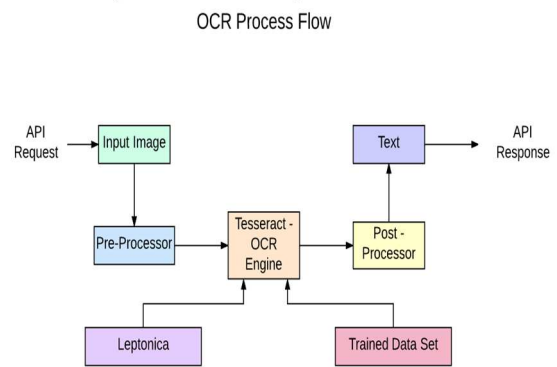 OCR Process Flow
API
Request
Input Image
Text
API
Response
Pre-Processor
Tesseract -
OCR
Engine
Post -
Processor
Leptonica
Trained Data Set